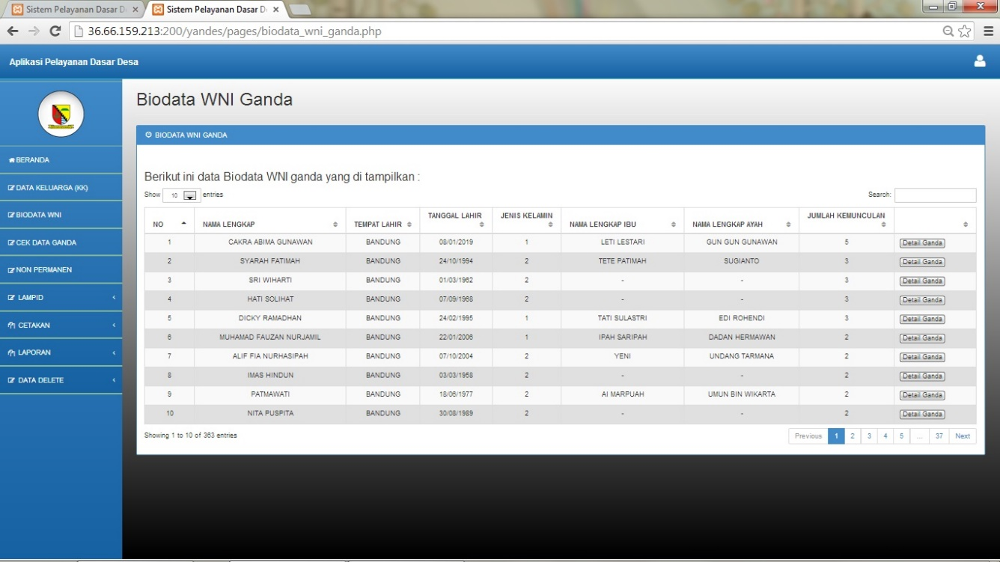 Sistem Pelayanan Dasar D × Sistem Pelayanan Dasar D ×
36.66.159.213:200/yandes/pages/biodata_wni_ganda.php
Aplikasi Pelayanan Dasar Desa
Biodata WNI Ganda
BIODATA WNI GANDA
BERANDA
DATA KELUARGA (KK)
BIODATA WNI
CEK DATA GANDA
NON PERMANEN
LAMPID
CETAKAN
LAPORAN
DATA DELETE
Berikut ini data Biodata WNI ganda yang di tampilkan :
Show 10 entries Search:
NO NAMA LENGKAP TEMPAT LAHIR TANGGAL LAHIR JENIS KELAMIN NAMA LENGKAP IBU NAMA LENGKAP AYAH JUMLAH KEMUNCULAN
1 CAKRA ABIMA GUNAWAN BANDUNG 08/01/2019 1 LETI LESTARI GUN GUN GUNAWAN 5 Detail Ganda
2 SYARAH FATIMAH BANDUNG 24/10/1994 2 TETE PATIMAH SUGIANTO 3 Detail Ganda
3 SRI WIHARTI BANDUNG 01/03/1962 2 - - 3 Detail Ganda
4 HATI SOLIHAT BANDUNG 07/09/1968 2 - - 3 Detail Ganda
5 DICKY RAMADHAN BANDUNG 24/02/1995 1 TATI SULASTRI EDI ROHENDI 3 Detail Ganda
6 MUHAMAD FAUZAN NURJAMIL BANDUNG 22/01/2006 1 IPAH SARIPAH DADAN HERMAWAN 2 Detail Ganda
7 ALIF FIA NURHASIPAH BANDUNG 07/10/2004 2 YENI UNDANG TARMANA 2 Detail Ganda
8 IMAS HINDUN BANDUNG 03/03/1958 2 - - 2 Detail Ganda
9 PATMAWATI BANDUNG 18/06/1977 2 AI MARPUAH UMUN BIN WIKARTA 2 Detail Ganda
10 NITA PUSPITA BANDUNG 30/08/1989 2 - - 2 Detail Ganda
Showing 1 to 10 of 363 entries Previous 1 2 3 4 5 ... 37 Next